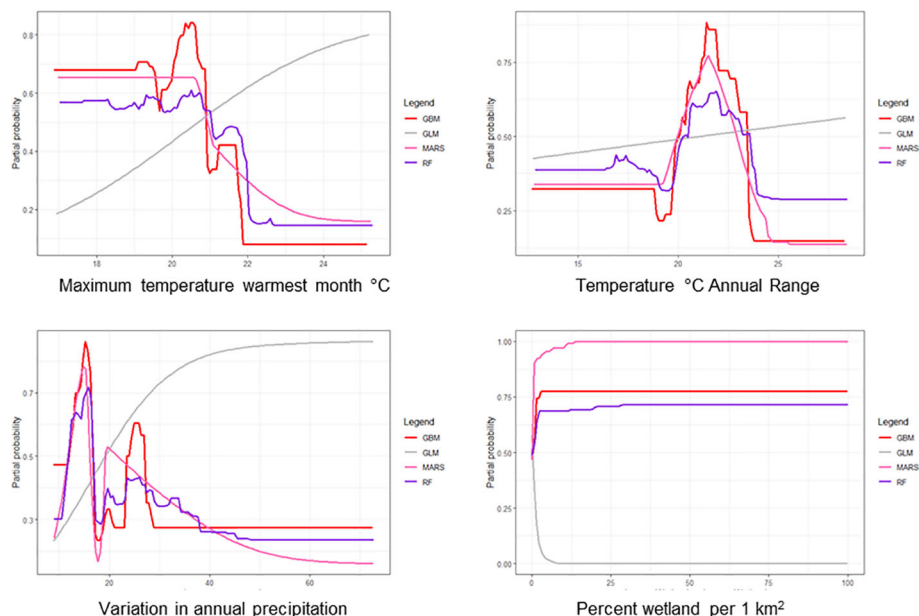 0.8
0.6
0.4
0.2
Partial probability
18
20
22
24
Maximum temperature warmest month °C
Legend
GBM
GLM
MARS
RF
0.75
0.50
0.25
Partial probability
15
20
25
Temperature °C Annual Range
Legend
GBM
GLM
MARS
RF
0.7
0.5
0.3
Partial probability
20
40
60
Variation in annual precipitation
Legend
GBM
GLM
MARS
RF
1.00
0.75
0.50
0.25
0.00
Partial probability
0
25
50
75
100
Percent wetland per 1 km²
Legend
GBM
GLM
MARS
RF